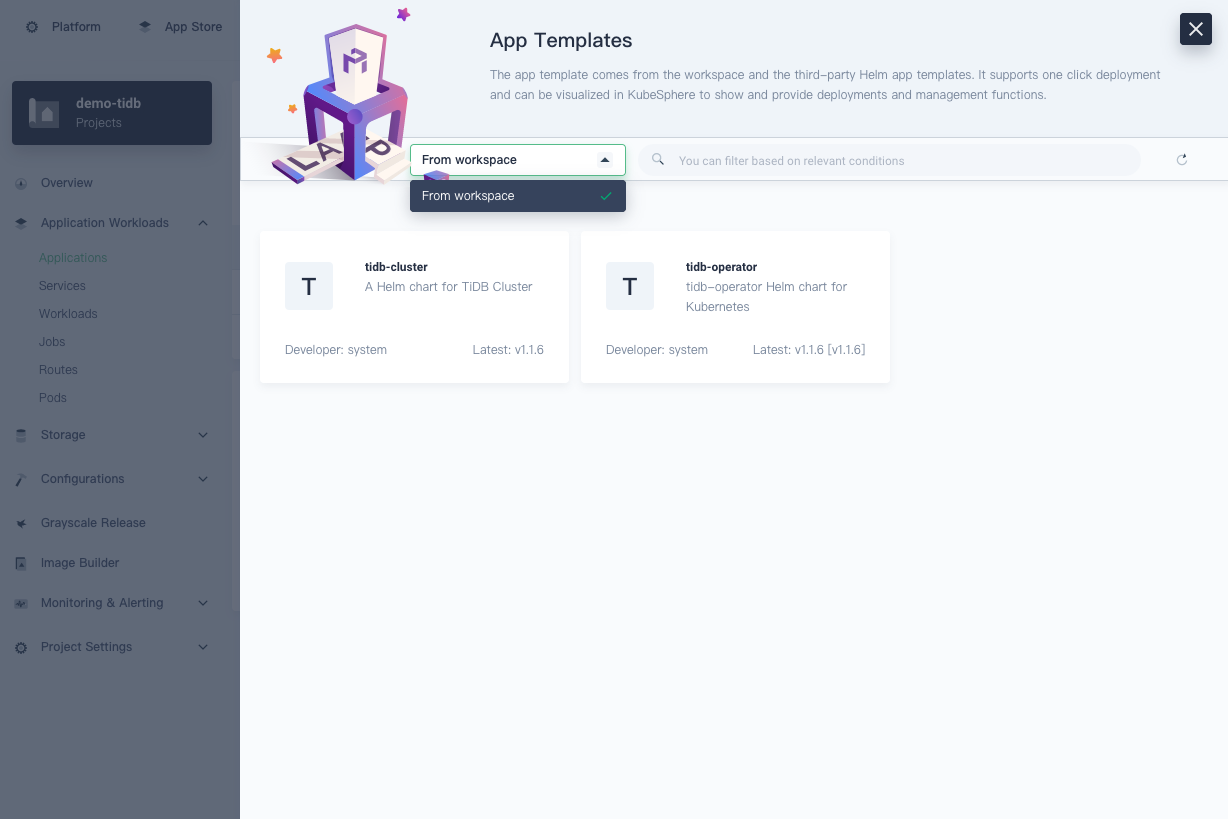 Platform
App Store
demo-tidb
Projects
Overview
Application Workloads
Applications
Services
Workloads
Jobs
Routes
Pods
Storage
Configurations
Grayscale Release
Image Builder
Monitoring & Alerting
Project Settings
App Templates
The app template comes from the workspace and the third-party Helm app templates. It supports one click deployment
and can be visualized in KubeSphere to show and provide deployments and management functions.
From workspace
You can filter based on relevant conditions
From workspace
T
tidb-cluster
A Helm chart for TiDB Cluster
Developer: system
Latest: v1.1.6
T
tidb-operator
tidb-operator Helm chart for
Kubernetes
Developer: system
Latest: v1.1.6 [v1.1.6]